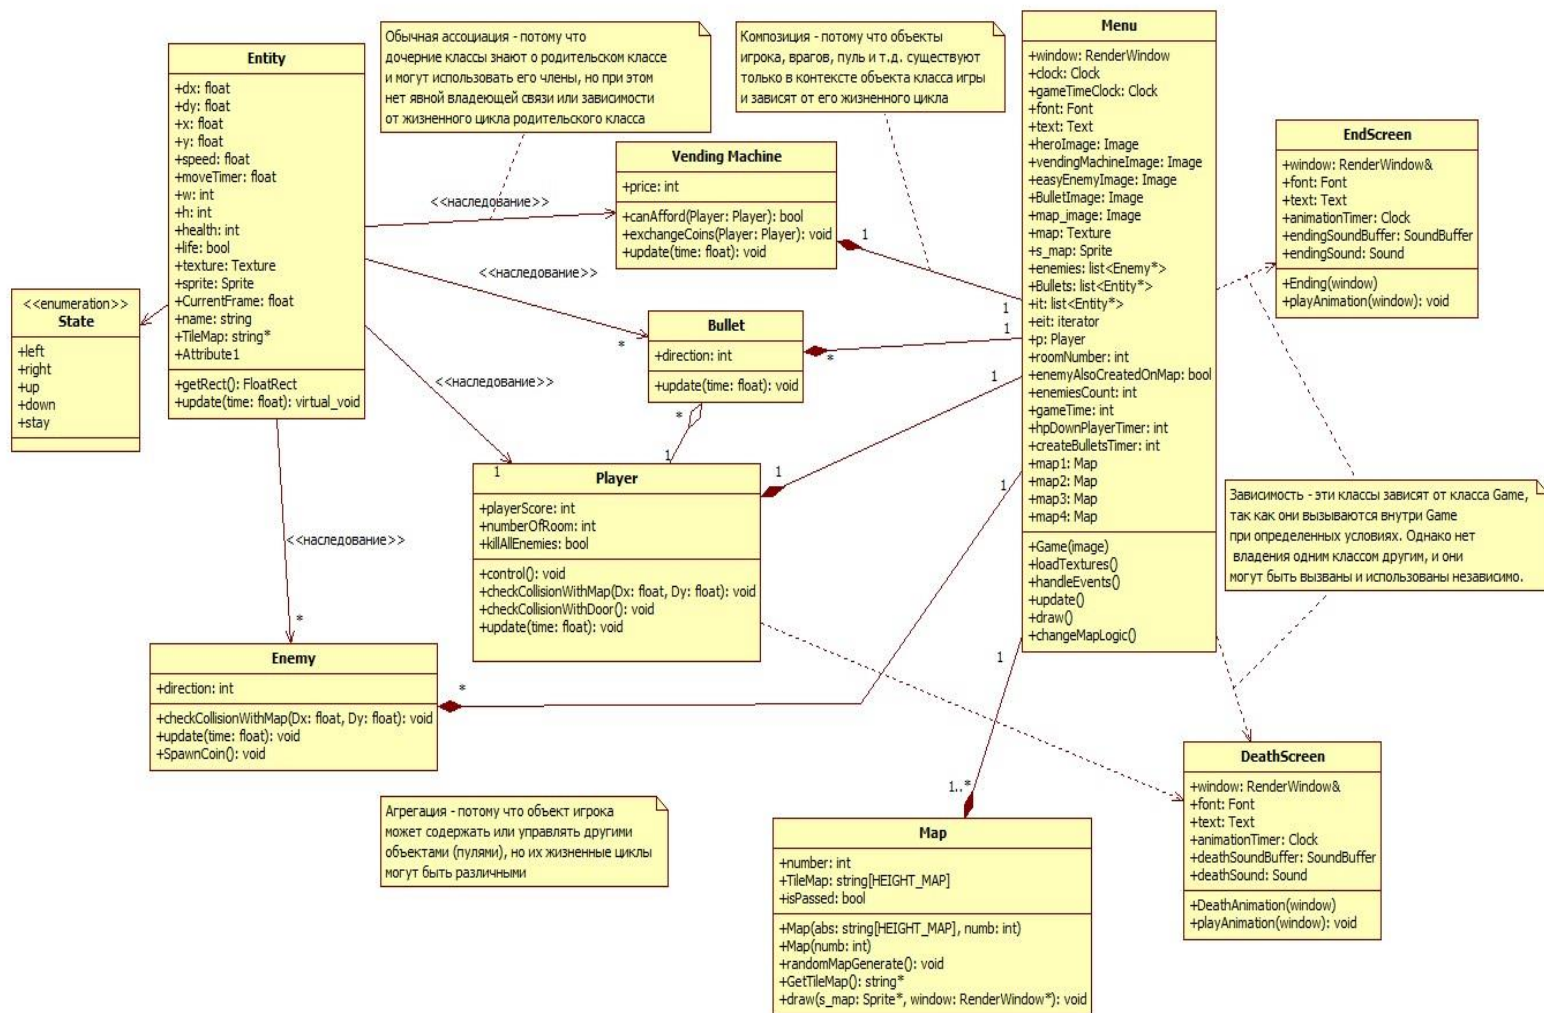 Entity
+dx: float
+dy: float
+x: float
+y: float
+speed: float
+moveTimer: float
+w: int
+h: int
+health: int
+life: bool
+texture: Texture
+sprite: Sprite
+CurrentFrame: float
+name: string
+TileMap: string*
+Attribute1
+getRect(): FloatRect
+update(time: float): virtual_void
<<enumeration>>
State
+left
+right
+up
+down
+stay
Обычная ассоциация - потому что
дочерние классы знают о родительском классе
и могут использовать его члены, но при этом
нет явной владеющей связи или зависимости
от жизненного цикла родительского класса
Композиция - потому что объекты
игрока, врагов, пуль и т.д. существуют
только в контексте объекта класса игры
и зависят от его жизненного цикла
<<наследование>>
<<наследование>>
<<наследование>>
<<наследование>>
Vending Machine
+price: int
+canAfford(Player: Player): bool
+exchangeCoins(Player: Player): void
+update(time: float): void
1
1
Bullet
+direction: int
+update(time: float): void
*
*
1
*
1
Player
+playerScore: int
+numberOfRoom: int
+killAllEnemies: bool
+control(): void
+checkCollisionWithMap(Dx: float, Dy: float): void
+checkCollisionWithDoor(): void
+update(time: float): void
1
1
1
*
Enemy
+direction: int
+checkCollisionWithMap(Dx: float, Dy: float): void
+update(time: float): void
+SpawnCoin(): void
*
1
Агрегация - потому что объект игрока
может содержать или управлять другими
объектами (пулями), но их жизненные циклы
могут быть различными
Menu
+window: RenderWindow
+clock: Clock
+gameTimeClock: Clock
+font: Font
+text: Text
+heroImage: Image
+vendingMachineImage: Image
+easyEnemyImage: Image
+BulletImage: Image
+map_image: Image
+map: Texture
+s_map: Sprite
+enemies: list<Enemy*>
+Bullets: list<Entity*>
+it: list<Entity*>
+eit: iterator
+p: Player
+roomNumber: int
+enemyAlsoCreatedOnMap: bool
+enemiesCount: int
+gameTime: int
+hpDownPlayerTimer: int
+createBulletsTimer: int
+map1: Map
+map2: Map
+map3: Map
+map4: Map
+Game(image)
+loadTextures()
+handleEvents()
+update()
+draw()
+changeMapLogic()
1
1..*
Map
+number: int
+TileMap: string[HEIGHT_MAP]
+isPassed: bool
+Map(abs: string[HEIGHT_MAP], numb: int)
+Map(numb: int)
+randomMapGenerate(): void
+GetTileMap(): string*
+draw(s_map: Sprite*, window: RenderWindow*): void
EndScreen
+window: RenderWindow&
+font: Font
+text: Text
+animationTimer: Clock
+endingSoundBuffer: SoundBuffer
+endingSound: Sound
+Ending(window)
+playAnimation(window): void
Зависимость - эти классы зависят от класса Game,
так как они вызываются внутри Game
при определенных условиях. Однако нет
владения одним классом другим, и они
могут быть вызваны и использованы независимо.
DeathScreen
+window: RenderWindow&
+font: Font
+text: Text
+animationTimer: Clock
+deathSoundBuffer: SoundBuffer
+deathSound: Sound
+DeathAnimation(window)
+playAnimation(window): void